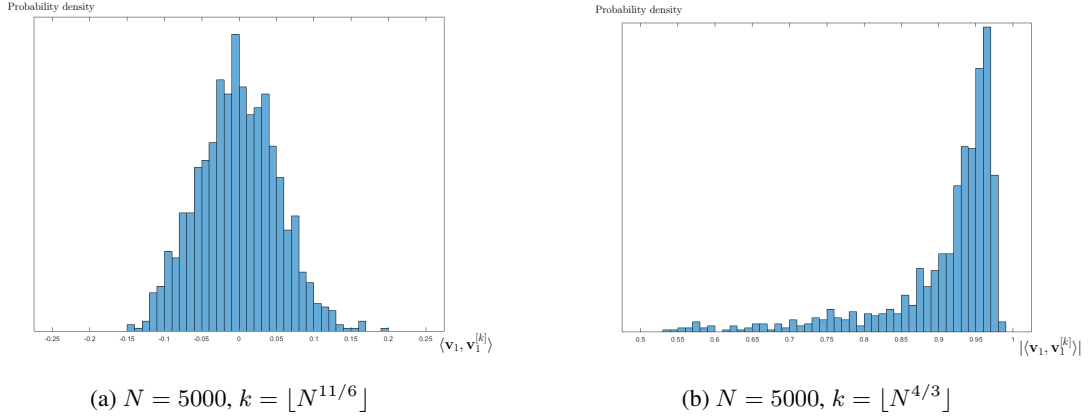 Probability density
-0.25 -0.2 -0.15 -0.1 -0.05 0 0.05 0.1 0.15 0.2 0.25
⟨v₁, v₁^{[k]}⟩
(a) N = 5000, k = ⌊N^{11/6}⌋
Probability density
0.5 0.55 0.6 0.65 0.7 0.75 0.8 0.85 0.9 0.95 1
|⟨v₁, v₁^{[k]}⟩|
(b) N = 5000, k = ⌊N^{4/3}⌋